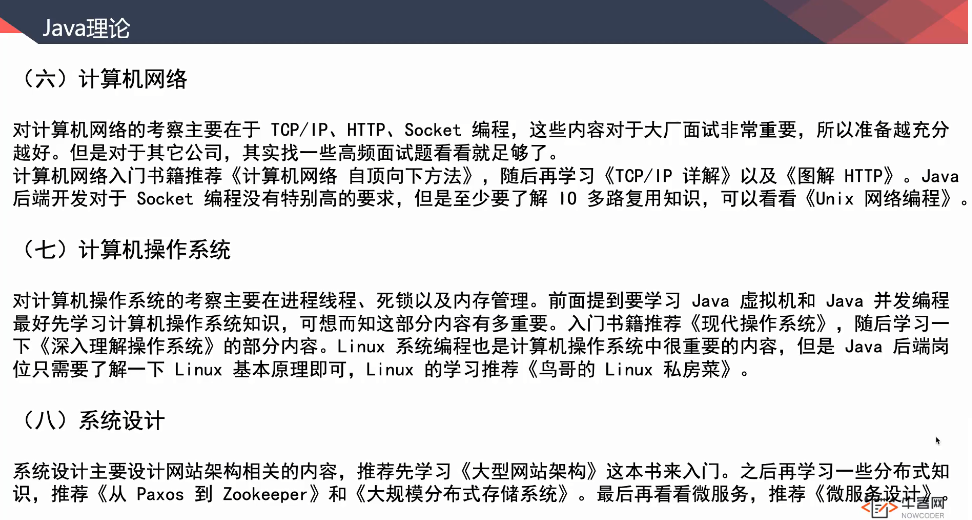 Java理论
（六）计算机网络
对计算机网络的考察主要在于 TCP/IP、HTTP、Socket 编程，这些内容对于大厂面试非常重要，所以准备越充分
越好。但是对于其它公司，其实找一些高频面试题看看就足够了。
计算机网络入门书籍推荐《计算机网络 自顶向下方法》，随后再学习《TCP/IP 详解》以及《图解 HTTP》。Java
后端开发对于 Socket 编程没有特别高的要求，但是至少要了解 IO 多路复用知识，可以看看《Unix 网络编程》。
（七）计算机操作系统
对计算机操作系统的考察主要在进程线程、死锁以及内存管理。前面提到要学习 Java 虚拟机和 Java 并发编程
最好先学习计算机操作系统知识，可想而知这部分内容有多重要。入门书籍推荐《现代操作系统》，随后学习一
下《深入理解操作系统》的部分内容。Linux 系统编程也是计算机操作系统中很重要的内容，但是 Java 后端岗
位只需要了解一下 Linux 基本原理即可，Linux 的学习推荐《鸟哥的 Linux 私房菜》。
（八）系统设计
系统设计主要设计网站架构相关的内容，推荐先学习《大型网站架构》这本书来入门。之后再学习一些分布式知
识，推荐《从 Paxos 到 Zookeeper》和《大规模分布式存储系统》。最后再看看微服务，推荐《微服务设计》。
牛客网
NOWCODER